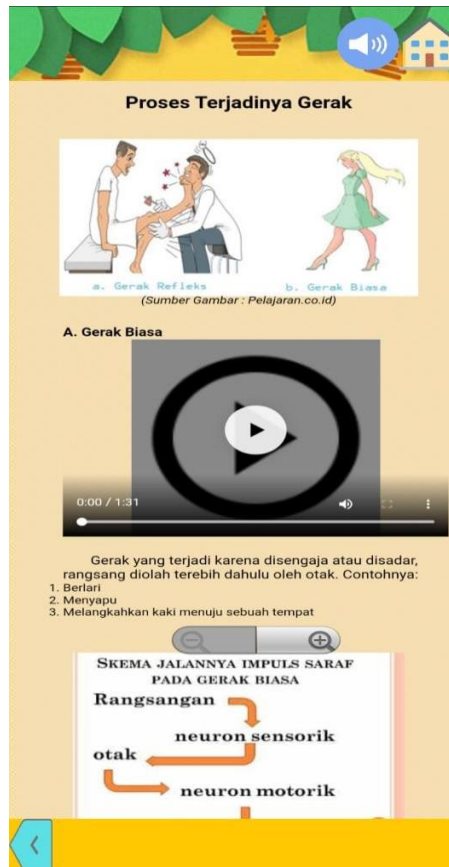 Proses Terjadinya Gerak
a. Gerak Refleks
b. Gerak Biasa
(Sumber Gambar : Pelajaran.co.id)
A. Gerak Biasa
0:00 / 1:31
Gerak yang terjadi karena disengaja atau disadar,
rangsang diolah terebih dahulu oleh otak. Contohnya:
1. Berlari
2. Menyapu
3. Melangkahkan kaki menuju sebuah tempat
SKEMA JALANNYA IMPULS SARAF
PADA GERAK BIASA
Rangsangan
neuron sensorik
otak
neuron motorik